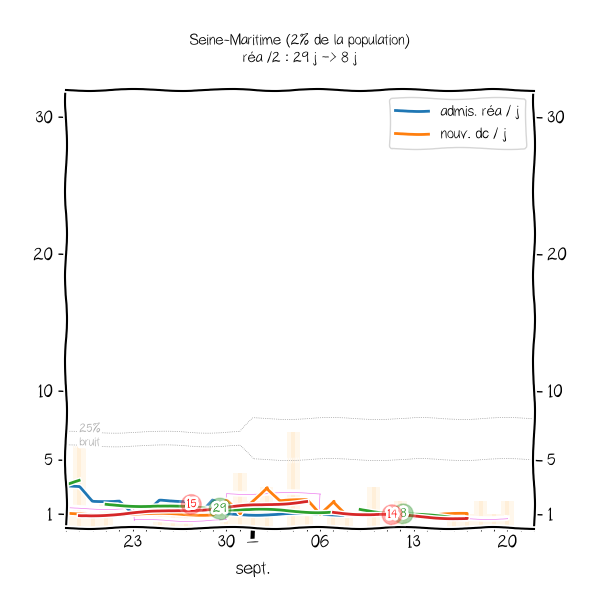 Seine-Maritime (2% de la population)
réa /2 : 29 j -> 8 j
admis. réa / j
nouv. dc / j
30 30
20 20
10 10
25%
bruit
5 5
15 29 14 8
1 1
23 30 06 13 20
sept.